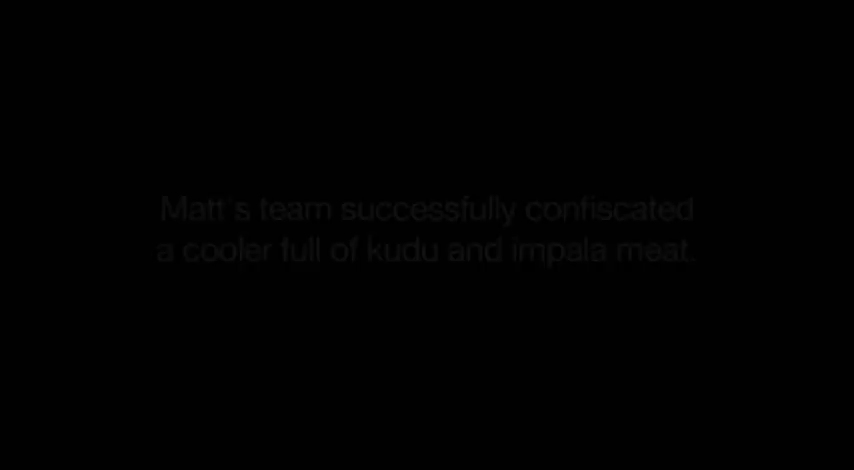 Matt's team successfully confiscated
a cooler full of kudu and impala meat.